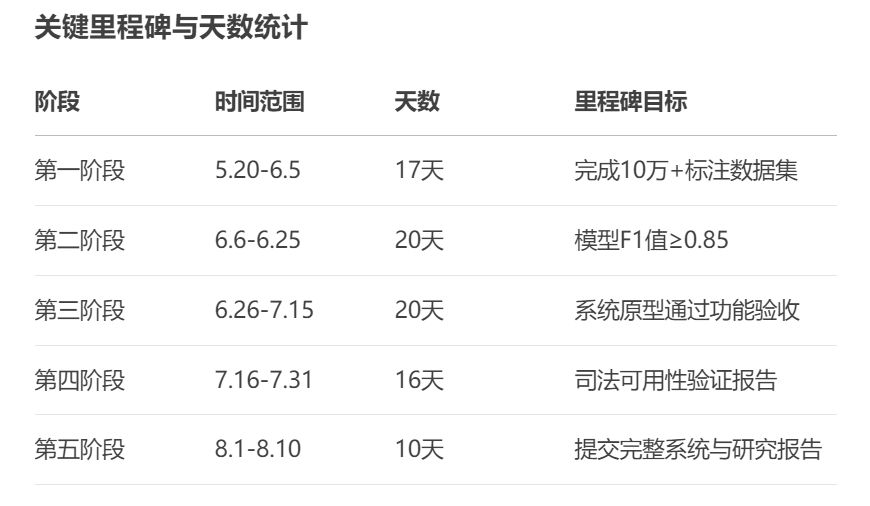 关键里程碑与天数统计
阶段 时间范围 天数 里程碑目标
第一阶段 5.20-6.5 17天 完成10万+标注数据集
第二阶段 6.6-6.25 20天 模型F1值≥0.85
第三阶段 6.26-7.15 20天 系统原型通过功能验收
第四阶段 7.16-7.31 16天 司法可用性验证报告
第五阶段 8.1-8.10 10天 提交完整系统与研究报告